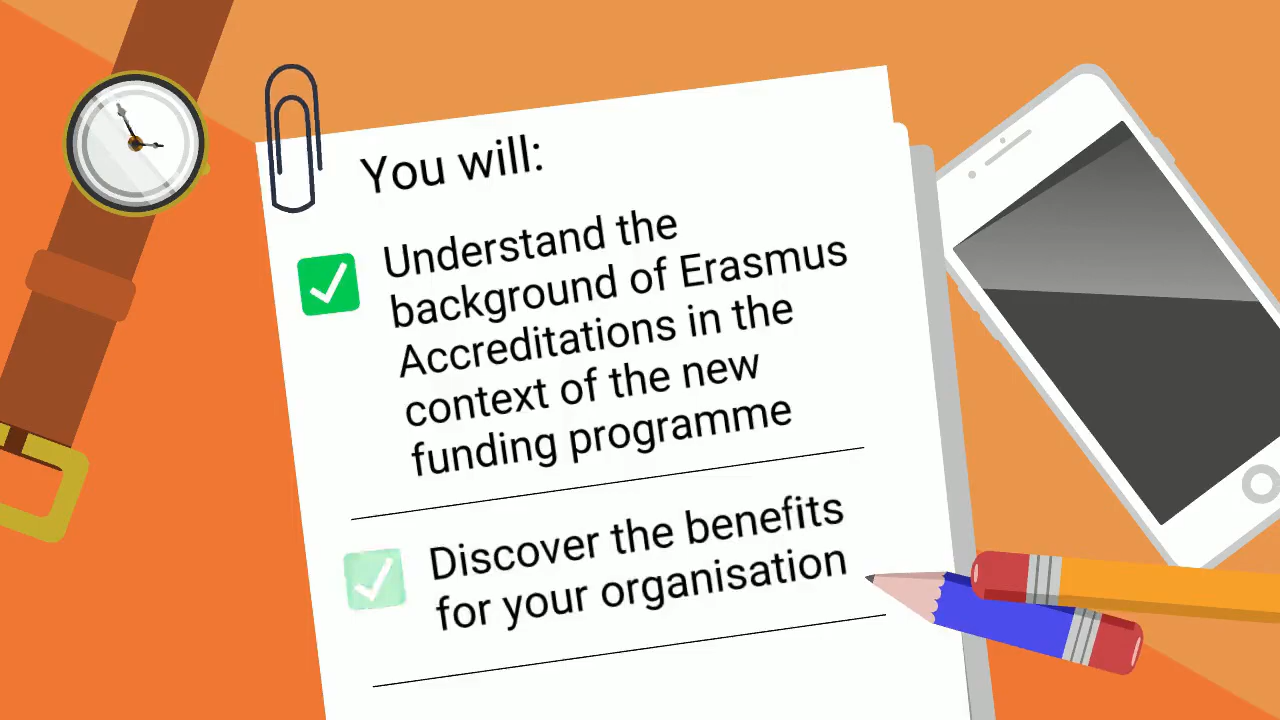 You will:
Understand the
background of Erasmus
Accreditations in the
context of the new
funding programme
Discover the benefits
for your organisation